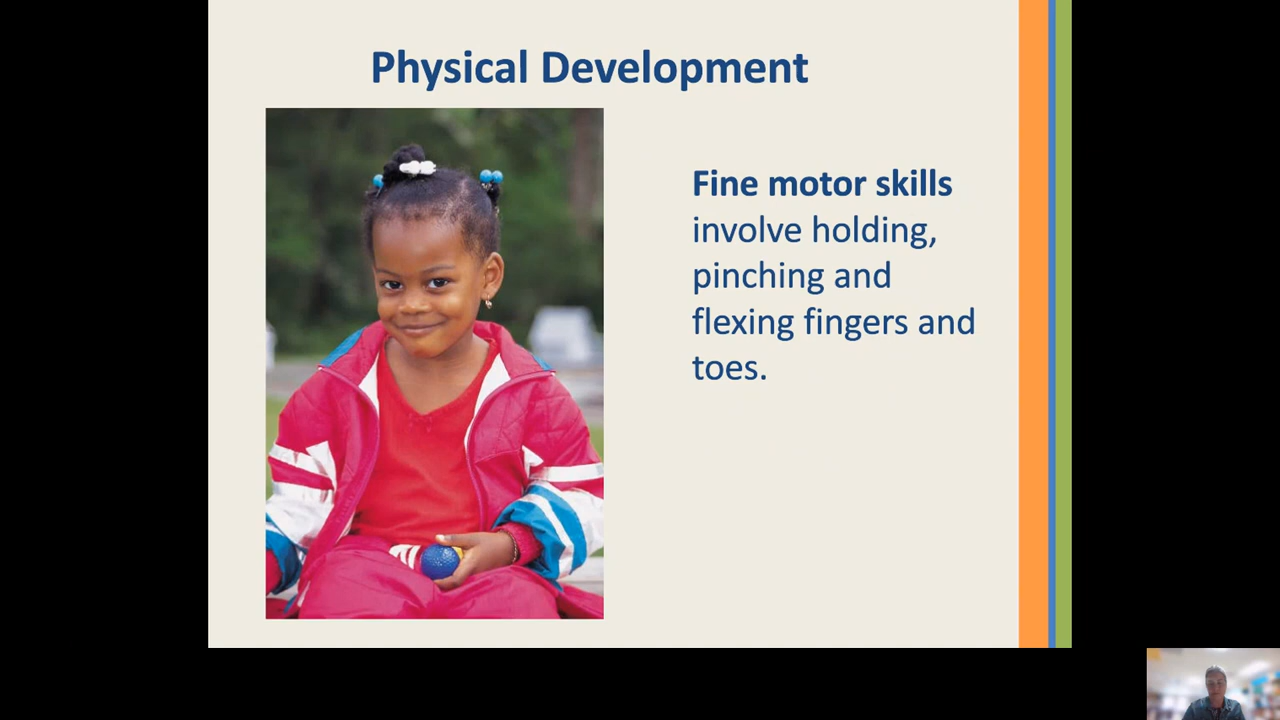 Physical Development
Fine motor skills
involve holding,
pinching and
flexing fingers and
toes.